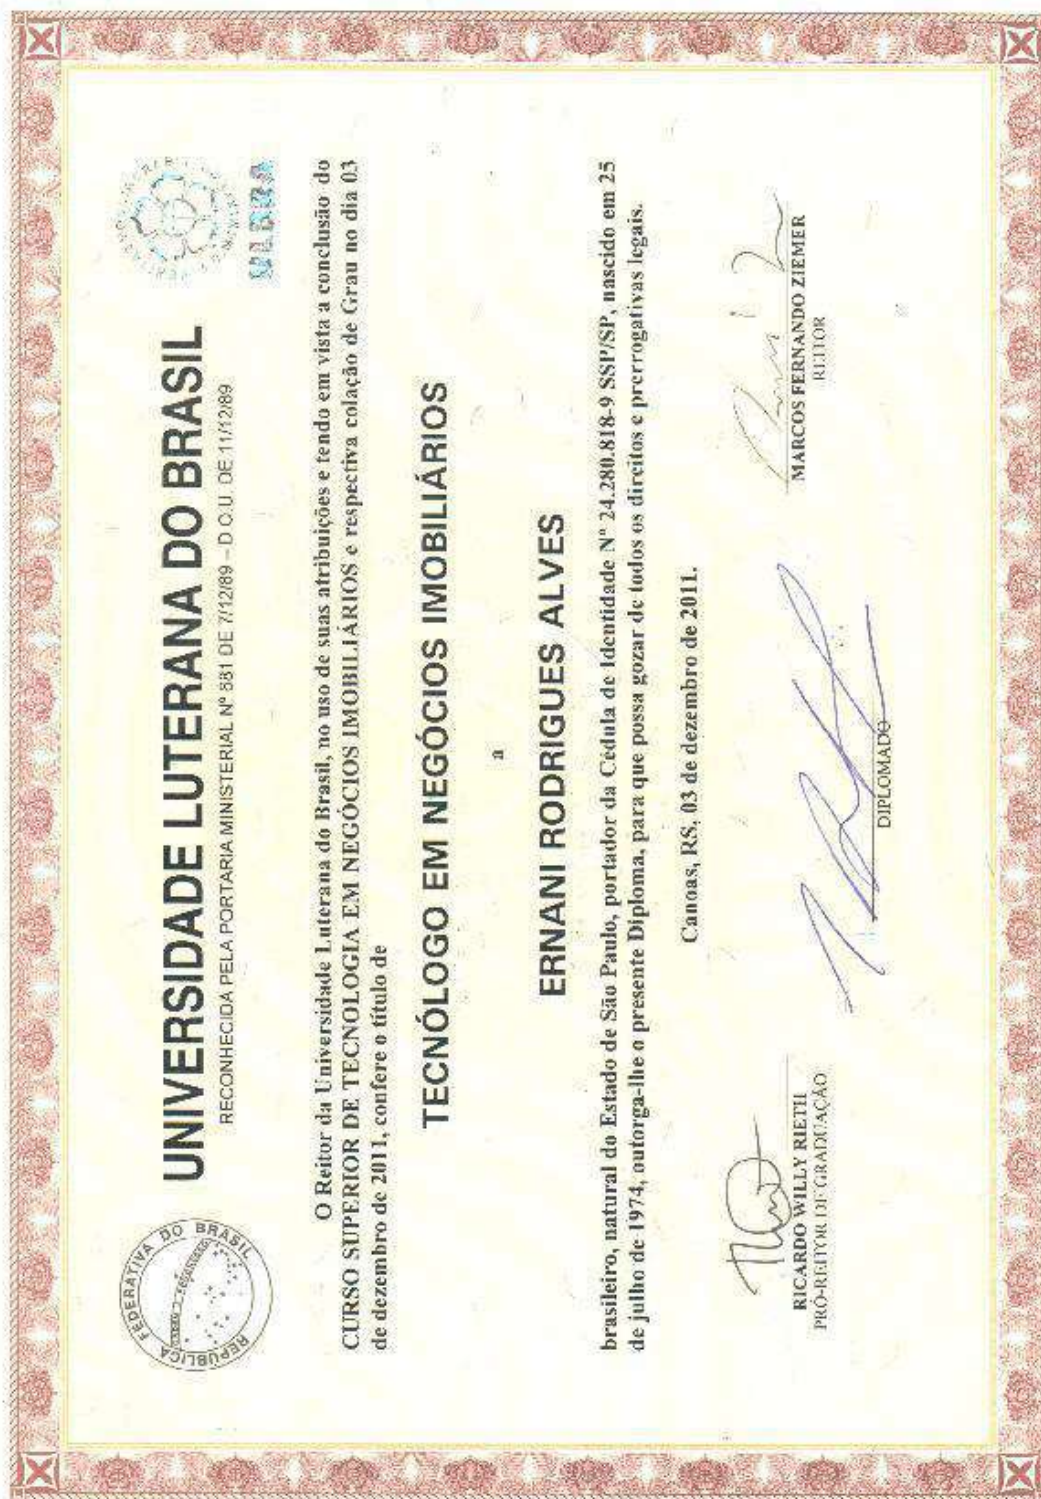 REPÚBLICA FEDERATIVA DO BRASIL
UNIVERSIDADE LUTERANA DO BRASIL
RECONHECIDA PELA PORTARIA MINISTERIAL Nº 681 DE 7/12/89 – D.O.U. DE 11/12/89
ULBRA
O Reitor da Universidade Luterana do Brasil, no uso de suas atribuições e tendo em vista a conclusão do
CURSO SUPERIOR DE TECNOLOGIA EM NEGÓCIOS IMOBILIÁRIOS e respectiva colação de Grau no dia 03
de dezembro de 2011, confere o título de
TECNÓLOGO EM NEGÓCIOS IMOBILIÁRIOS
a
ERNANI RODRIGUES ALVES
brasileiro, natural do Estado de São Paulo, portador da Cédula de Identidade Nº 24.280.818-9 SSP/SP, nascido em 25
de julho de 1974, outorga-lhe o presente Diploma, para que possa gozar de todos os direitos e prerrogativas legais.
Canoas, RS, 03 de dezembro de 2011.
RICARDO WILLY RIETH
PRÓ-REITOR DE GRADUAÇÃO
DIPLOMADO
MARCOS FERNANDO ZIEMER
REITOR